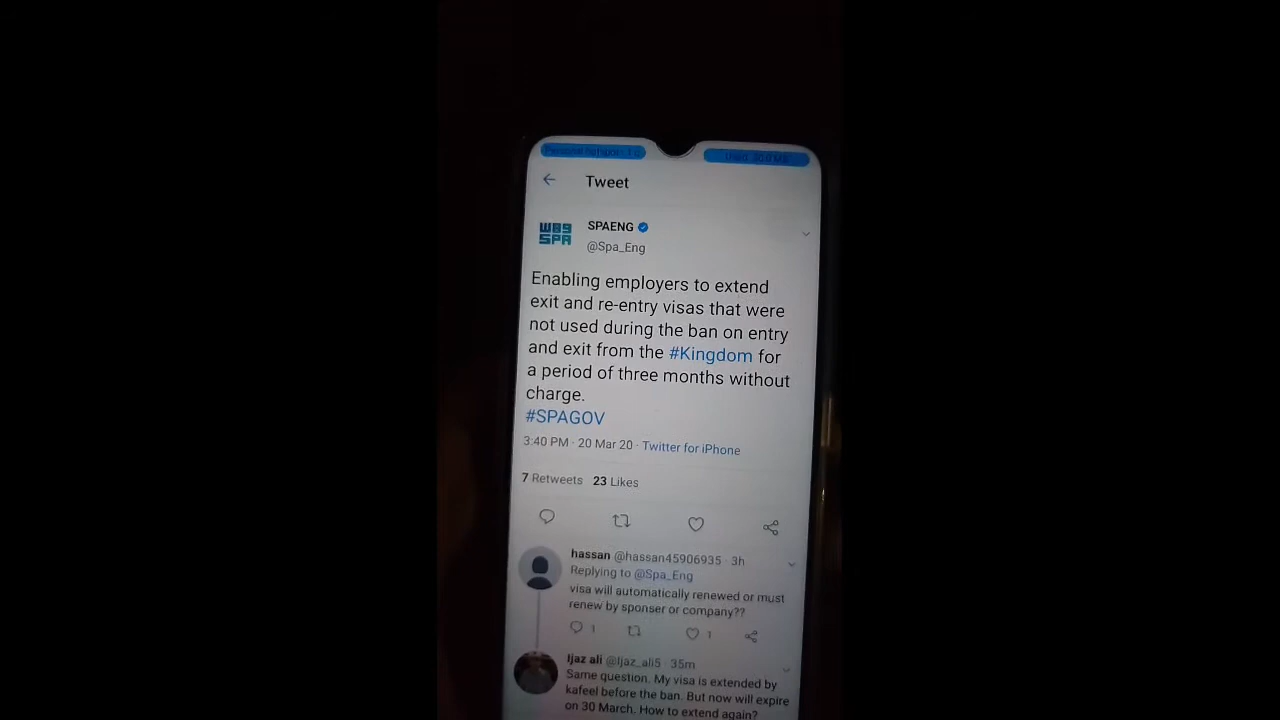 Tweet
SPAENG
@Spa_Eng
Enabling employers to extend
exit and re-entry visas that were
not used during the ban on entry
and exit from the #Kingdom for
a period of three months without
charge.
#SPAGOV
3:40 PM · 20 Mar 20 · Twitter for iPhone
7 Retweets 23 Likes
hassan @hassan45906935 · 3h
Replying to @Spa_Eng
visa will automatically renewed or must
renew by sponser or company??
1 1
Ijaz ali @Ijaz_ali5 · 35m
Same question. My visa is extended by
kafeel before the ban. But now will expire
on 30 March. How to extend again?